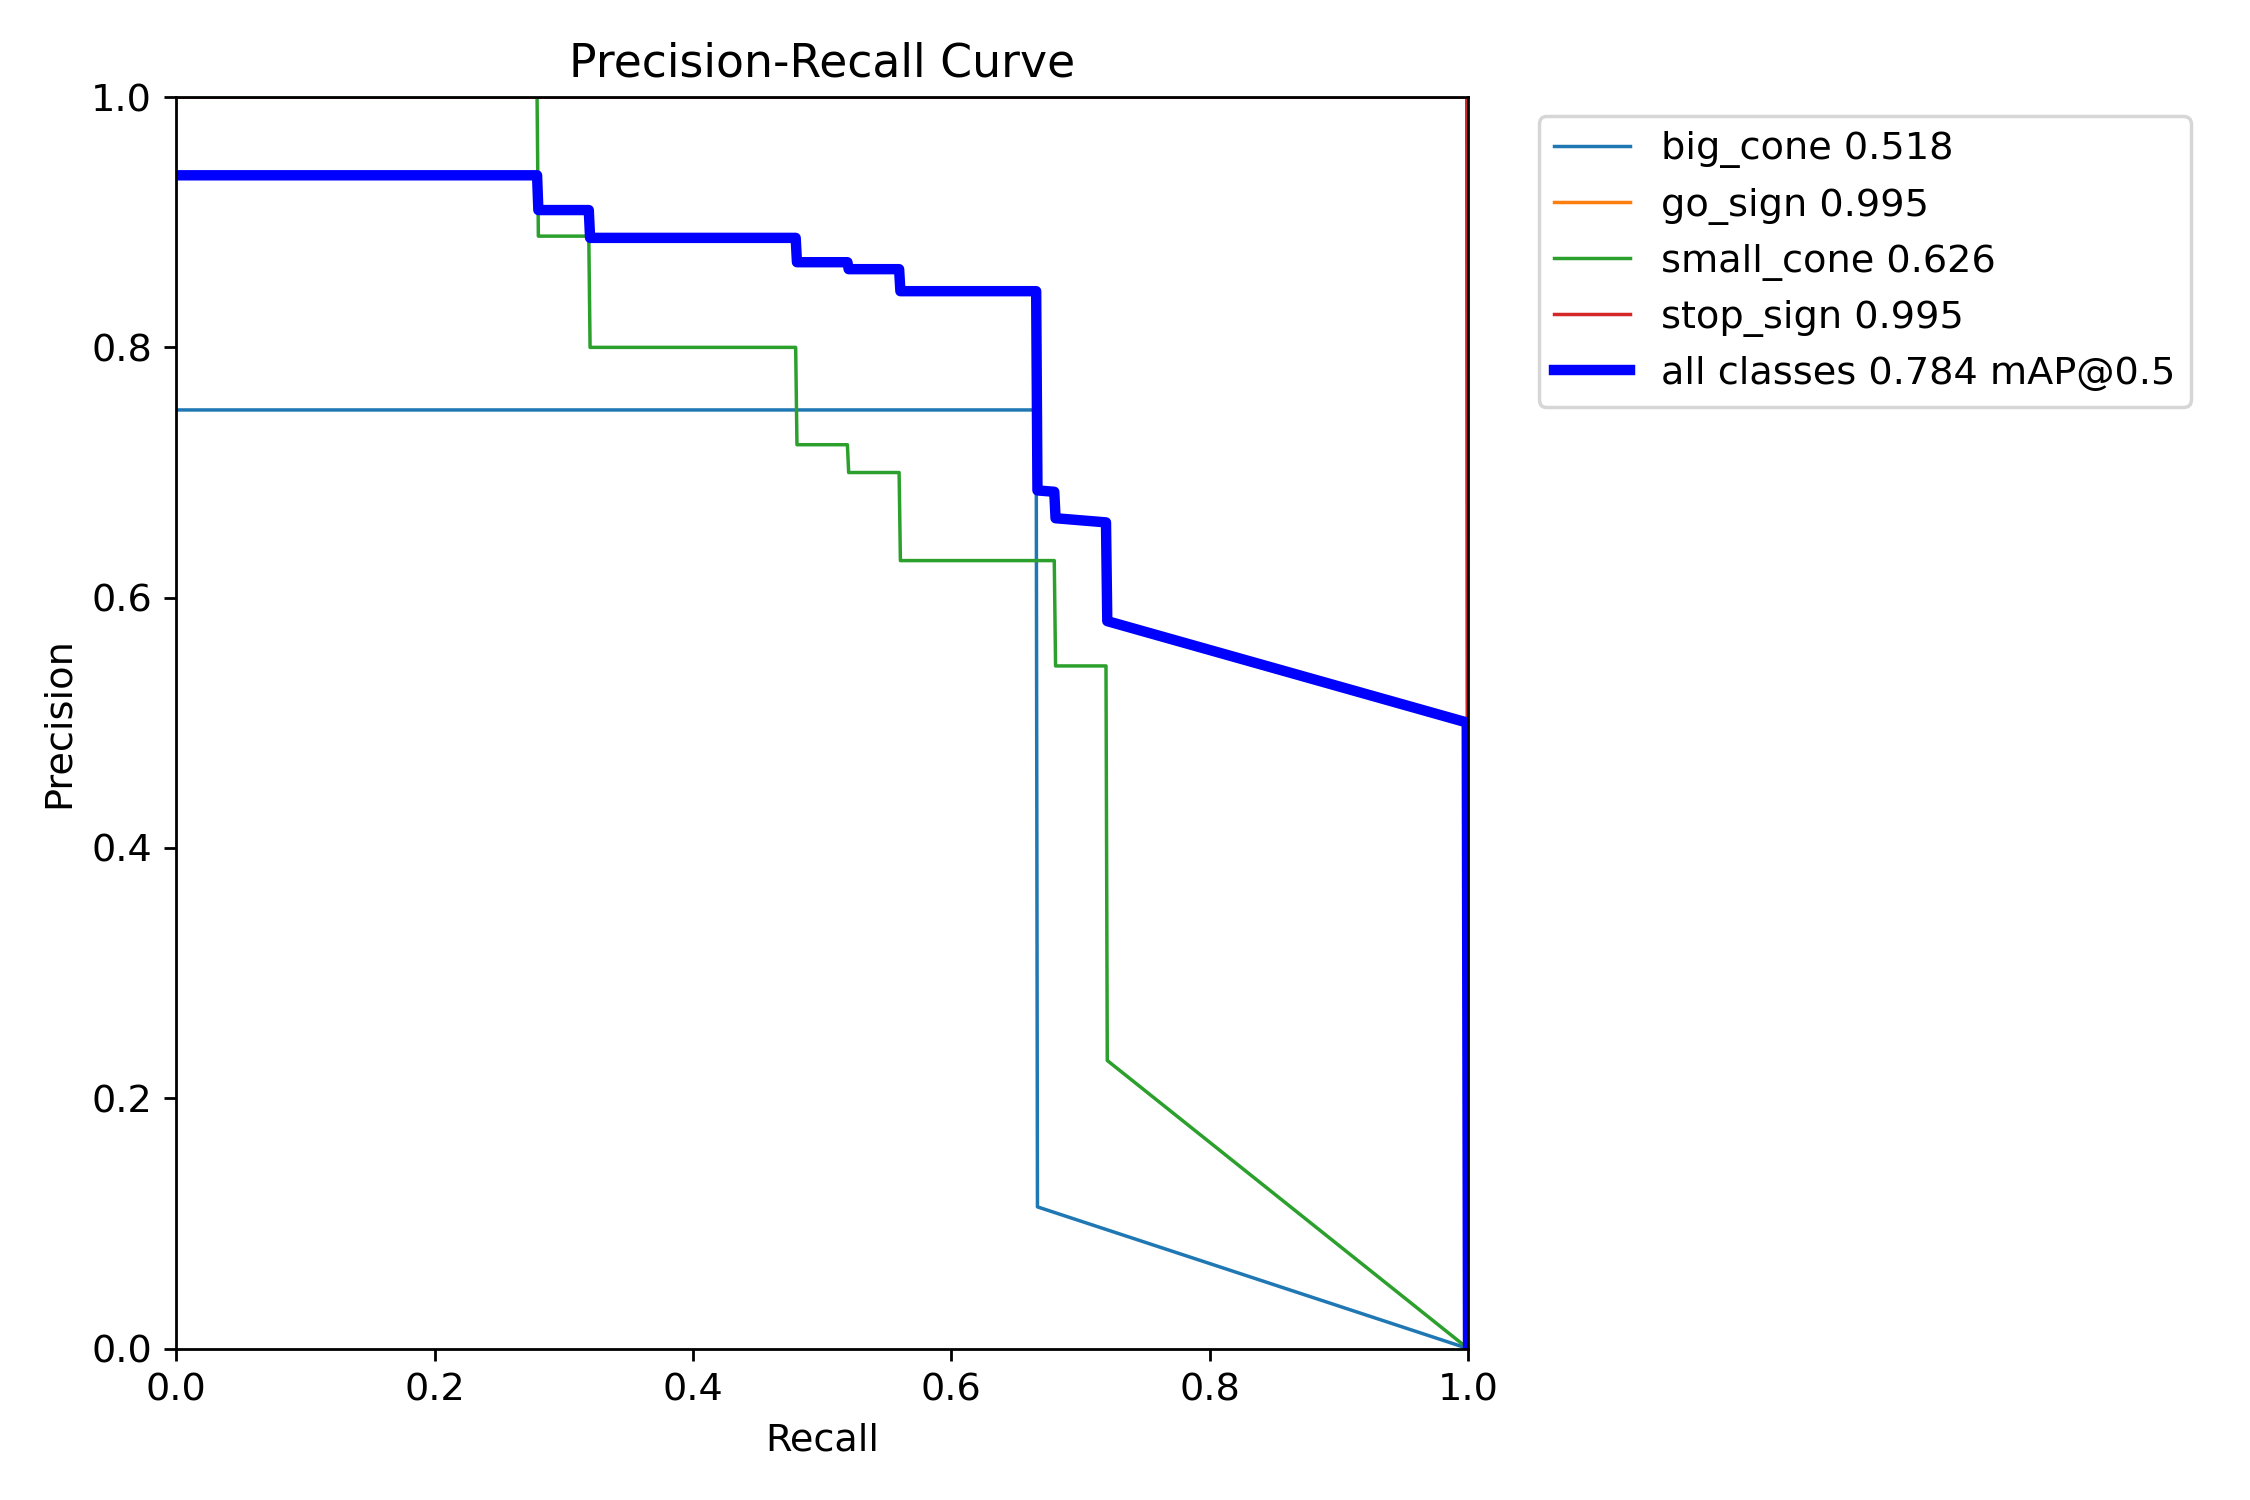 Precision-Recall Curve
1.0
0.8
0.6
0.4
0.2
0.0
Precision
0.0 0.2 0.4 0.6 0.8 1.0
Recall
big_cone 0.518
go_sign 0.995
small_cone 0.626
stop_sign 0.995
all classes 0.784 mAP@0.5